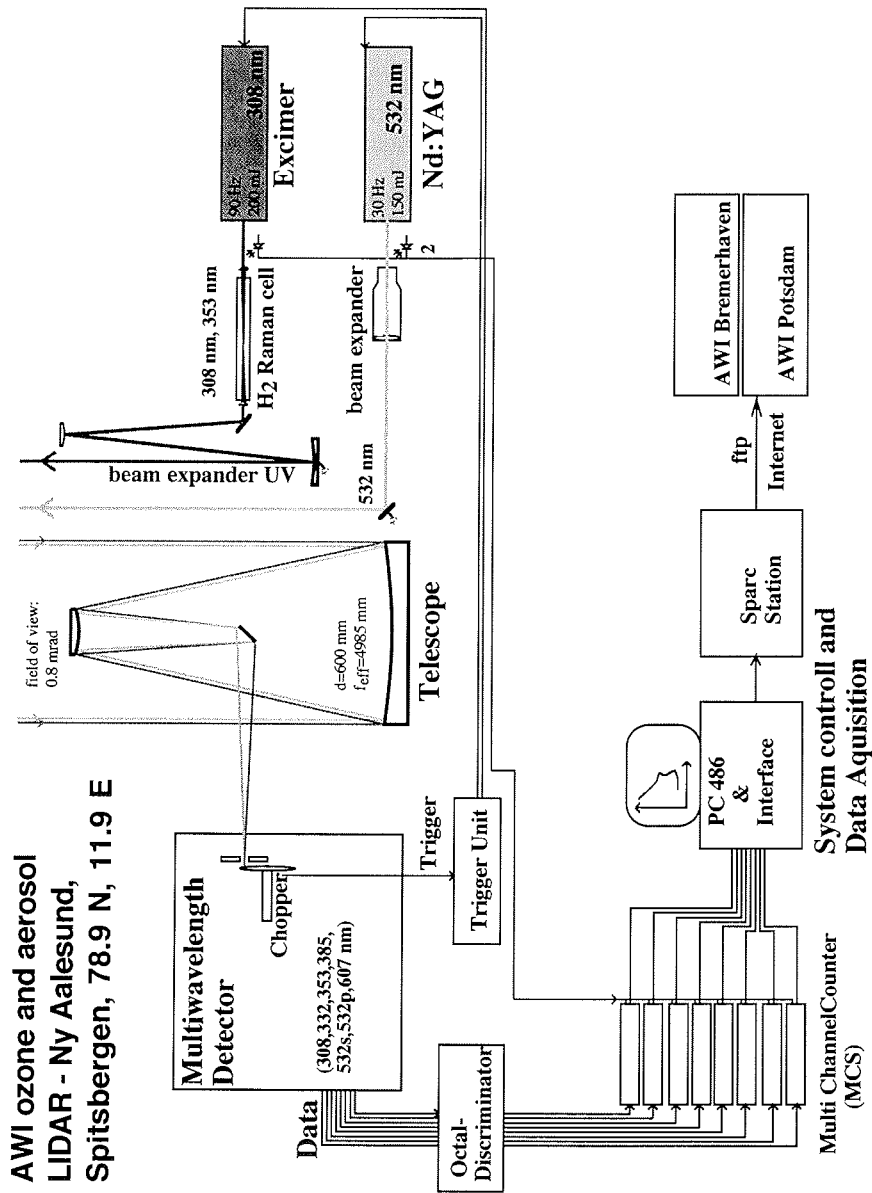 AWI ozone and aerosol
LIDAR - Ny Aalesund,
Spitsbergen, 78.9 N, 11.9 E
field of view:
0.8 mrad
d=600 mm
feff=4985 mm
Telescope
532 nm
beam expander UV
308 nm, 353 nm
H2 Raman cell
beam expander
2
90 Hz
200 mJ
308 nm
Excimer
30 Hz
150 mJ
532 nm
Nd:YAG
Multiwavelength
Detector
Chopper
(308,332,353,385,
532s,532p,607 nm)
Trigger
Trigger Unit
Data
Octal-
Discriminator
Multi ChannelCounter
(MCS)
PC 486
&
Interface
System controll and
Data Aquisition
Sparc
Station
ftp
Internet
AWI Bremerhaven
AWI Potsdam